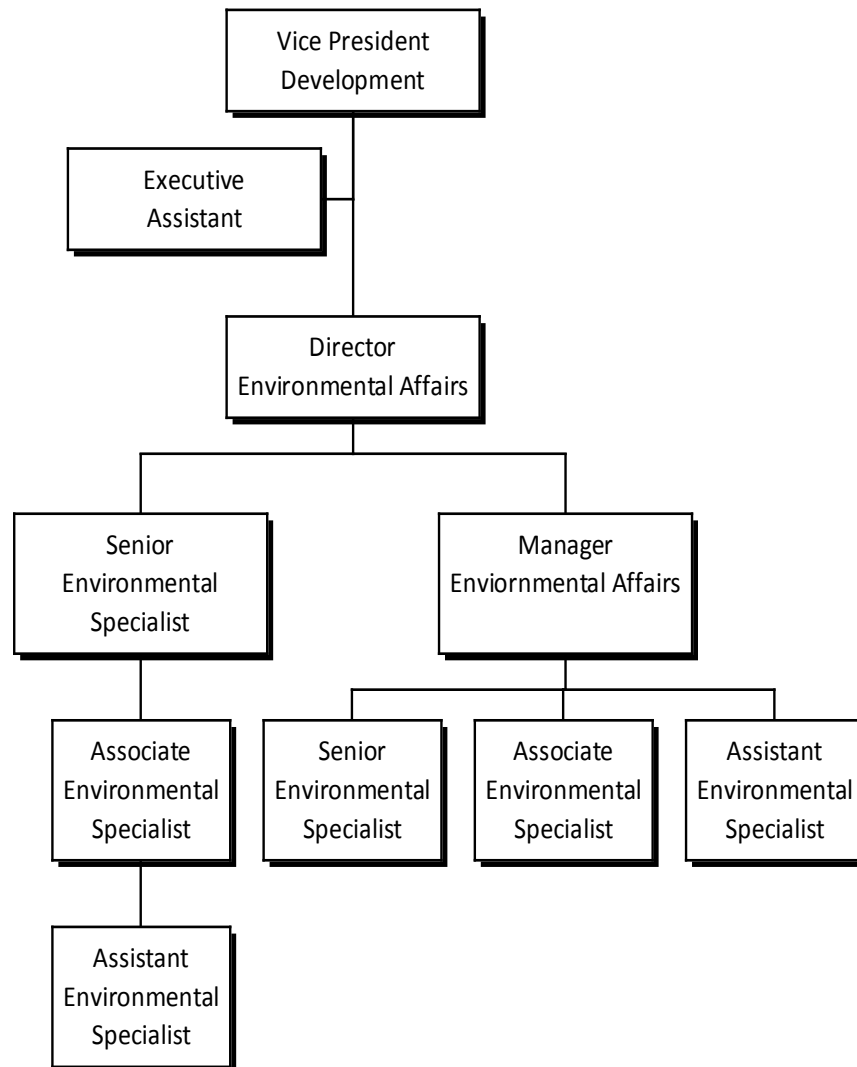 Vice President
Development
Executive
Assistant
Director
Environmental Affairs
Senior
Environmental
Specialist
Manager
Enviornmental Affairs
Associate
Environmental
Specialist
Senior
Environmental
Specialist
Associate
Environmental
Specialist
Assistant
Environmental
Specialist
Assistant
Environmental
Specialist